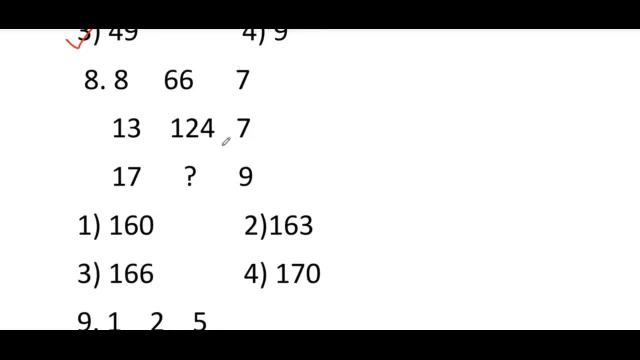 3) 49 4) 9
8. 8 66 7
13 124 7
17 ? 9
1) 160 2)163
3) 166 4) 170
9. 1 2 5